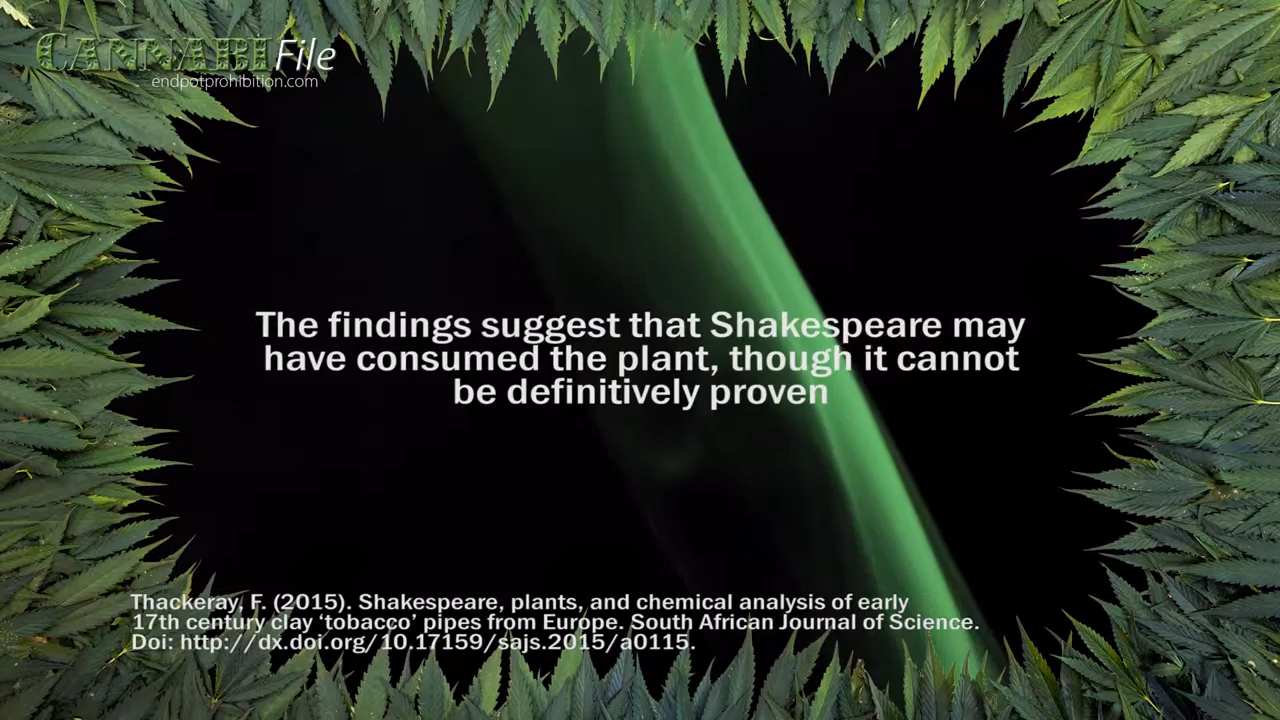 CANNABIFile
endpotprohibition.com
The findings suggest that Shakespeare may
have consumed the plant, though it cannot
be definitively proven
Thackeray, F. (2015). Shakespeare, plants, and chemical analysis of early
17th century clay ‘tobacco’ pipes from Europe. South African Journal of Science.
Doi: http://dx.doi.org/10.17159/sajs.2015/a0115.